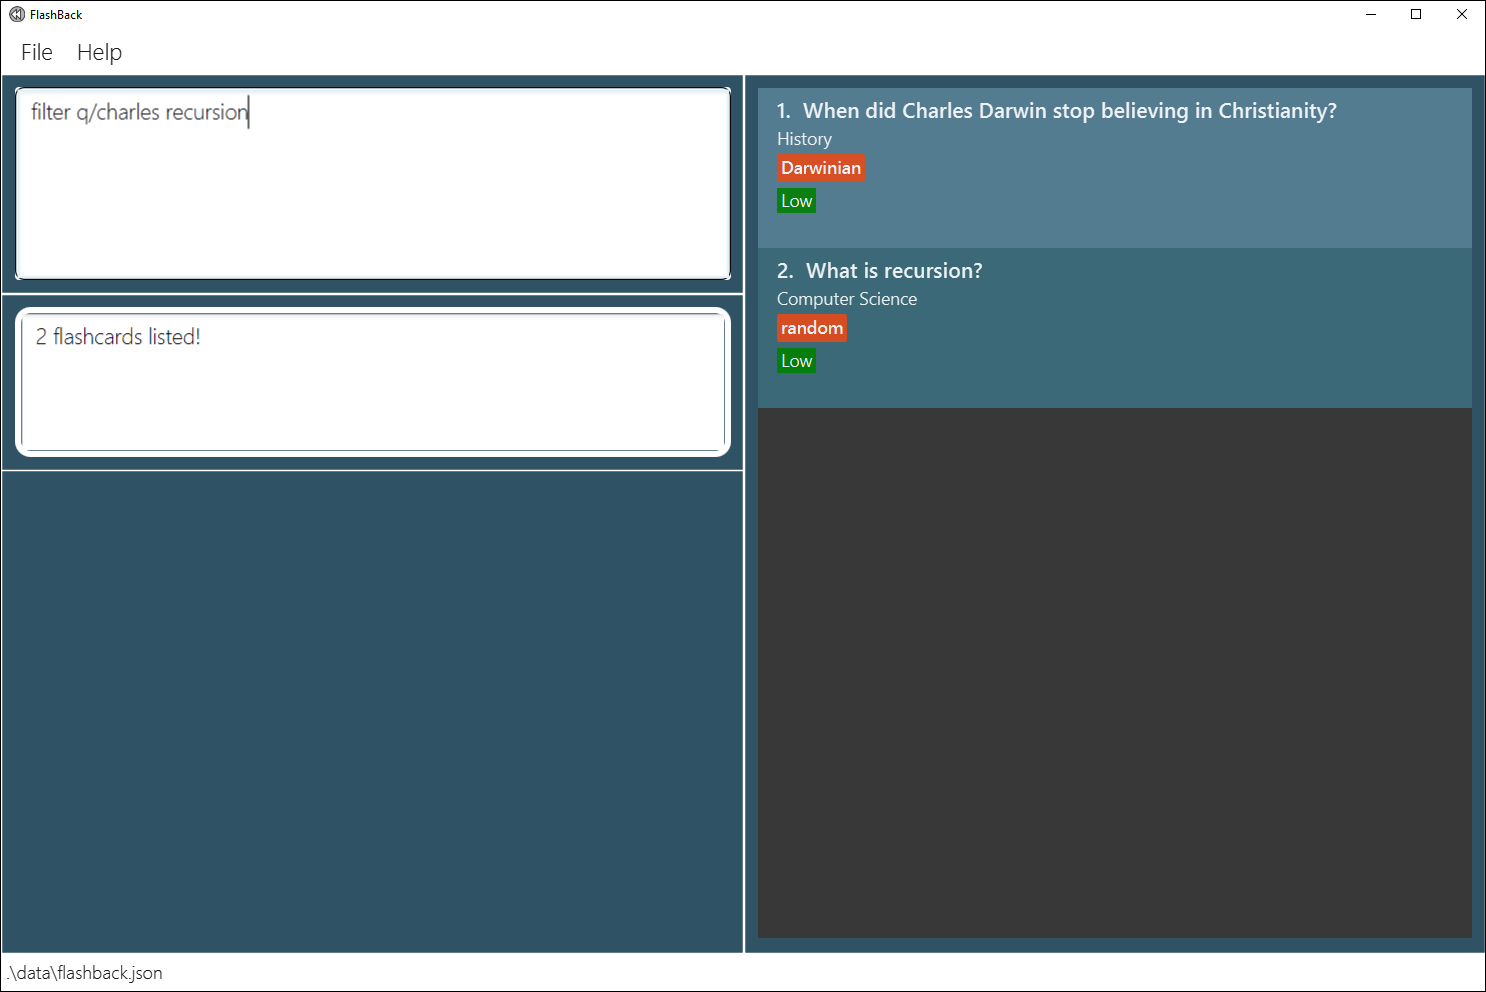 FlashBack
File Help
filter q/charles recursion
2 flashcards listed!
1. When did Charles Darwin stop believing in Christianity?
History
Darwinian
Low
2. What is recursion?
Computer Science
random
Low
.\data\flashback.json